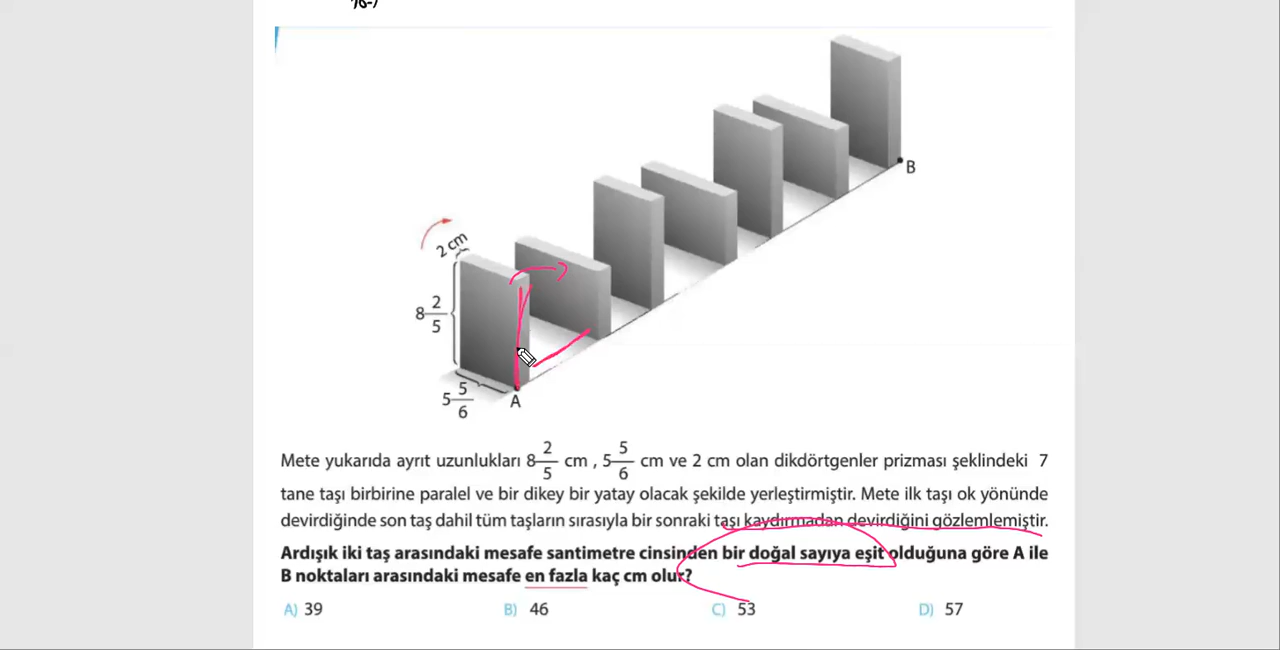 B
2 cm
8 2/5
5 5/6
A
Mete yukarıda ayrıt uzunlukları 8 2/5 cm , 5 5/6 cm ve 2 cm olan dikdörtgenler prizması şeklindeki 7
tane taşı birbirine paralel ve bir dikey bir yatay olacak şekilde yerleştirmiştir. Mete ilk taşı ok yönünde
devirdiğinde son taş dahil tüm taşların sırasıyla bir sonraki taşı kaydırmadan devirdiğini gözlemlemiştir.
Ardışık iki taş arasındaki mesafe santimetre cinsinden bir doğal sayıya eşit olduğuna göre A ile
B noktaları arasındaki mesafe en fazla kaç cm olur?
A) 39 B) 46 C) 53 D) 57